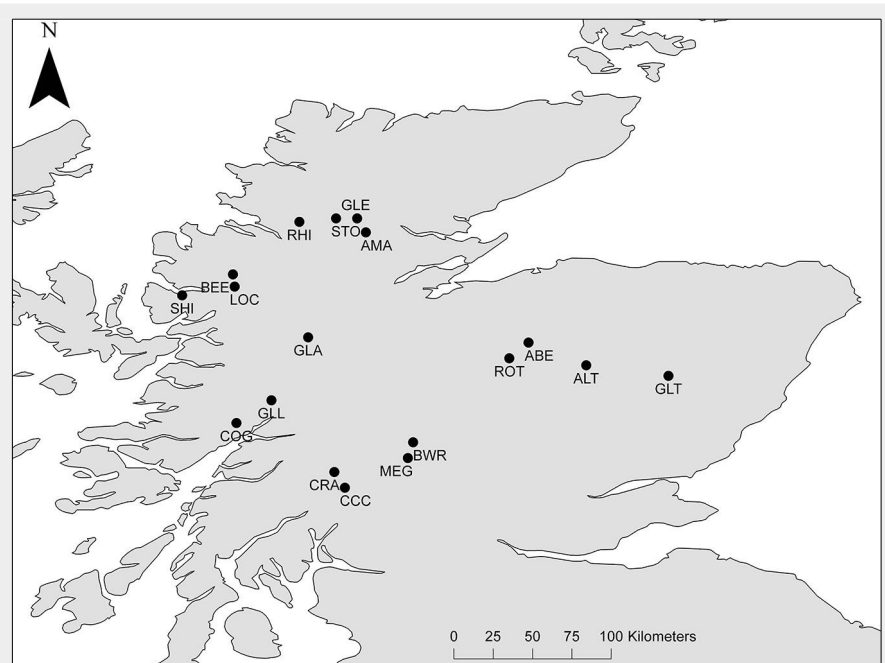 N
GLE
RHI
STO
AMA
BEE
LOC
SHI
GLA
ABE
ROT
ALT
GLT
GLL
COG
BWR
MEG
CRA
CCC
0 25 50 75 100 Kilometers